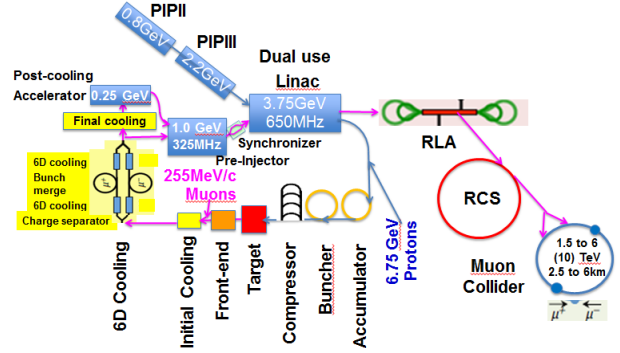 PIPII
0.8GeV
PIPIII
2.2GeV
Dual use
Linac
3.75GeV
650MHz
Post-cooling
Accelerator
0.25 GeV
Final cooling
1.0 GeV
325MHz
Synchronizer
Pre-Injector
RLA
6D cooling
Bunch
merge
6D cooling
Charge separator
μ+
μ-
255MeV/c
Muons
RCS
6D Cooling
Initial Cooling
Front-end
Target
Compressor
Buncher
Accumulator
6.75 GeV
Protons
Muon
Collider
1.5 to 6
(10) TeV
2.5 to 6km
μ+ μ-